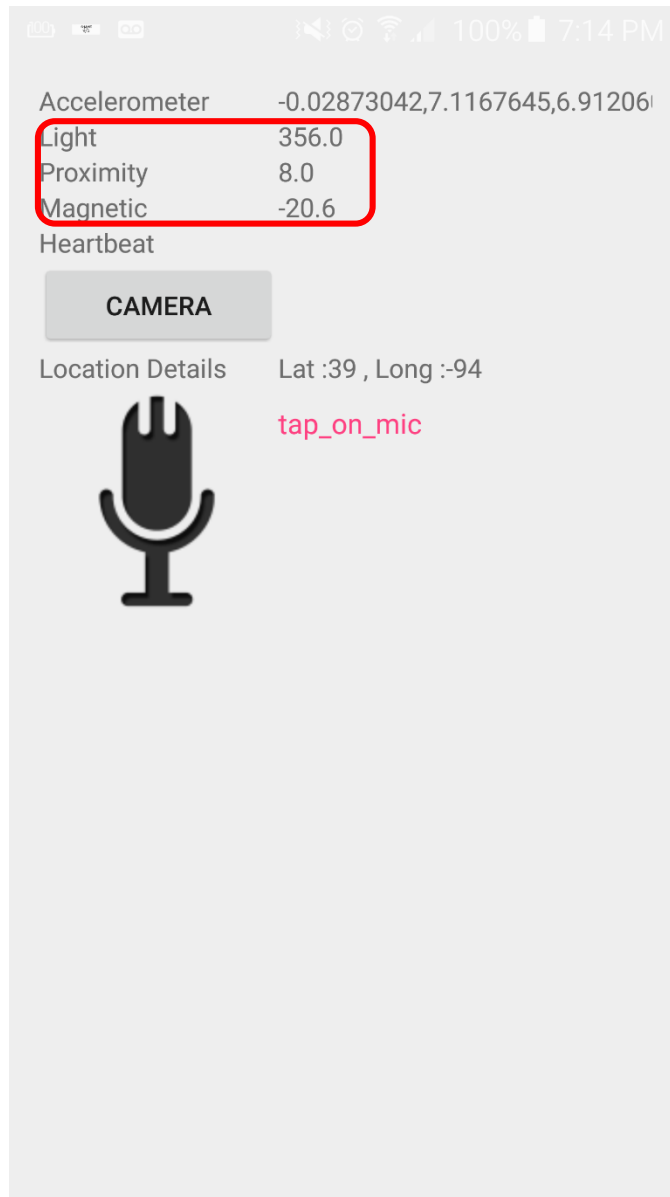 100% 7:14 PM
Accelerometer -0.02873042,7.1167645,6.91206
Light 356.0
Proximity 8.0
Magnetic -20.6
Heartbeat
CAMERA
Location Details Lat :39 , Long :-94
tap_on_mic